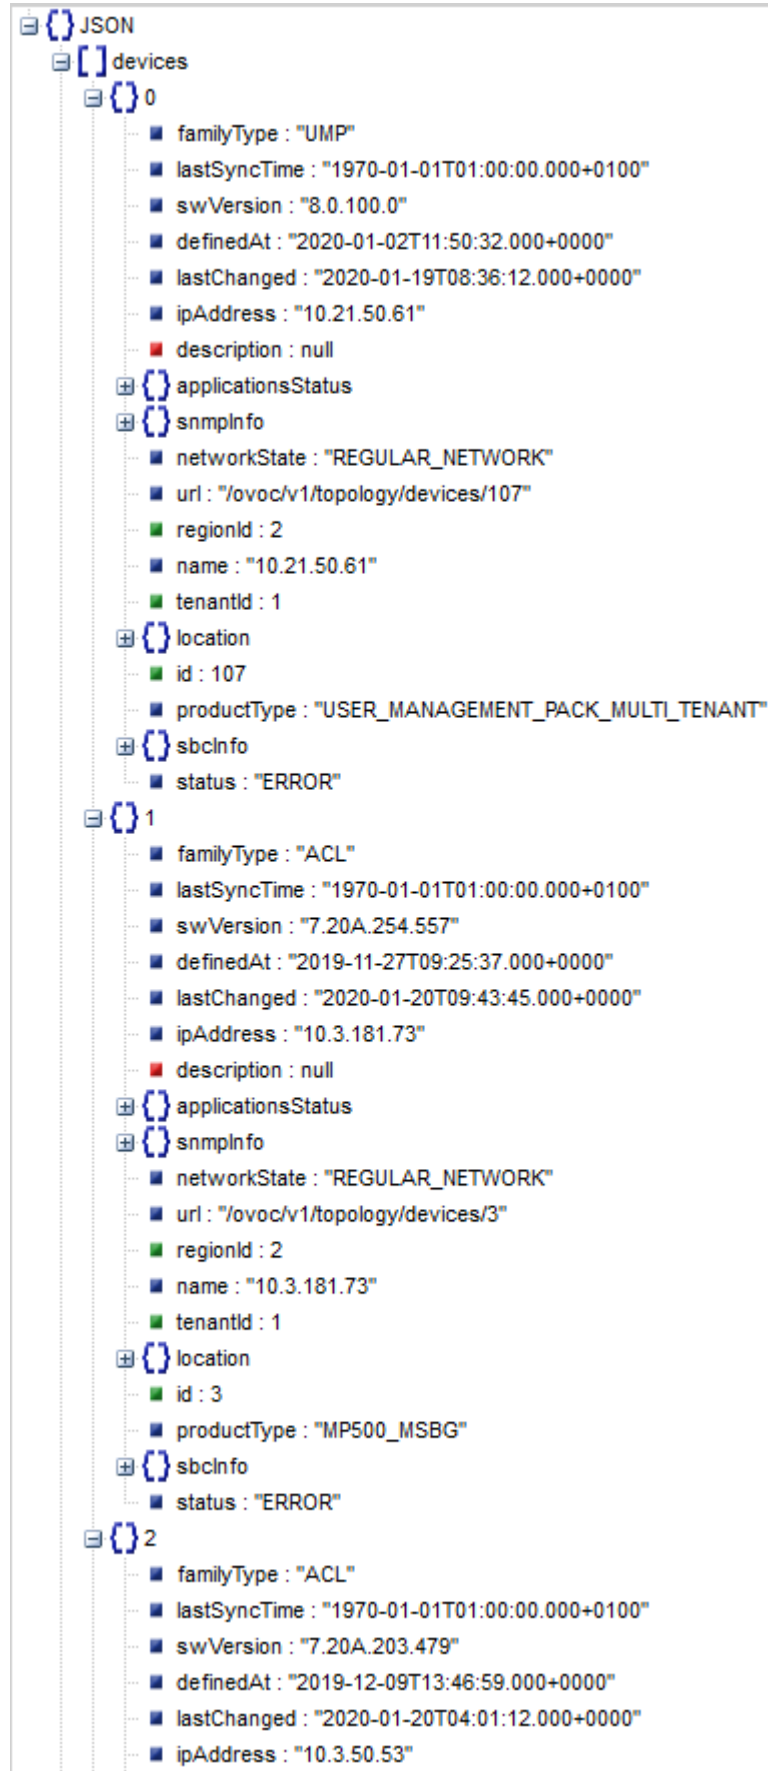 JSON
devices
0
familyType : "UMP"
lastSyncTime : "1970-01-01T01:00:00.000+0100"
swVersion : "8.0.100.0"
definedAt : "2020-01-02T11:50:32.000+0000"
lastChanged : "2020-01-19T08:36:12.000+0000"
ipAddress : "10.21.50.61"
description : null
applicationsStatus
snmpInfo
networkState : "REGULAR_NETWORK"
url : "/ovoc/v1/topology/devices/107"
regionId : 2
name : "10.21.50.61"
tenantId : 1
location
id : 107
productType : "USER_MANAGEMENT_PACK_MULTI_TENANT"
sbcInfo
status : "ERROR"
1
familyType : "ACL"
lastSyncTime : "1970-01-01T01:00:00.000+0100"
swVersion : "7.20A.254.557"
definedAt : "2019-11-27T09:25:37.000+0000"
lastChanged : "2020-01-20T09:43:45.000+0000"
ipAddress : "10.3.181.73"
description : null
applicationsStatus
snmpInfo
networkState : "REGULAR_NETWORK"
url : "/ovoc/v1/topology/devices/3"
regionId : 2
name : "10.3.181.73"
tenantId : 1
location
id : 3
productType : "MP500_MSBG"
sbcInfo
status : "ERROR"
2
familyType : "ACL"
lastSyncTime : "1970-01-01T01:00:00.000+0100"
swVersion : "7.20A.203.479"
definedAt : "2019-12-09T13:46:59.000+0000"
lastChanged : "2020-01-20T04:01:12.000+0000"
ipAddress : "10.3.50.53"